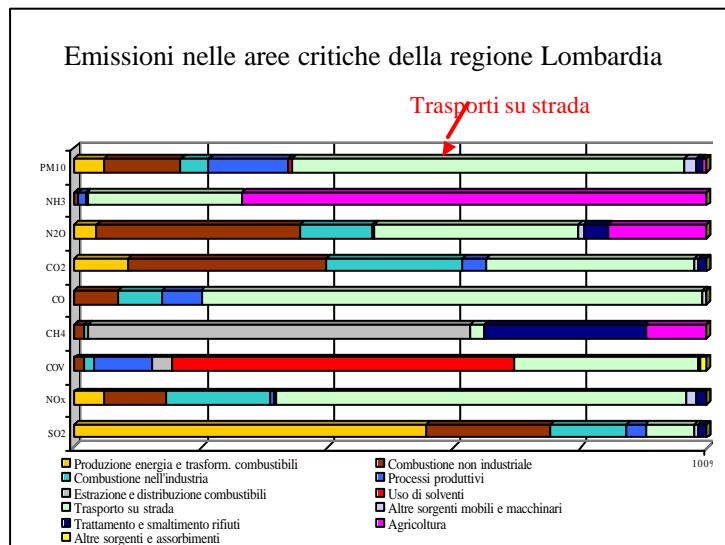 Emissioni nelle aree critiche della regione Lombardia
Trasporti su strada
PM10
NH3
N2O
CO2
CO
CH4
COV
NOx
SO2
100%
Produzione energia e trasform. combustibili
Combustione non industriale
Combustione nell'industria
Processi produttivi
Estrazione e distribuzione combustibili
Uso di solventi
Trasporto su strada
Altre sorgenti mobili e macchinari
Trattamento e smaltimento rifiuti
Agricoltura
Altre sorgenti e assorbimenti